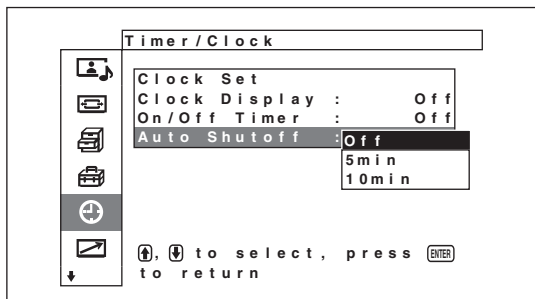 Timer/Clock
Clock Set
Clock Display : Off
On/Off Timer : Off
Auto Shutoff : Off
5min
10min
↑, ↓ to select, press ENTER
to return